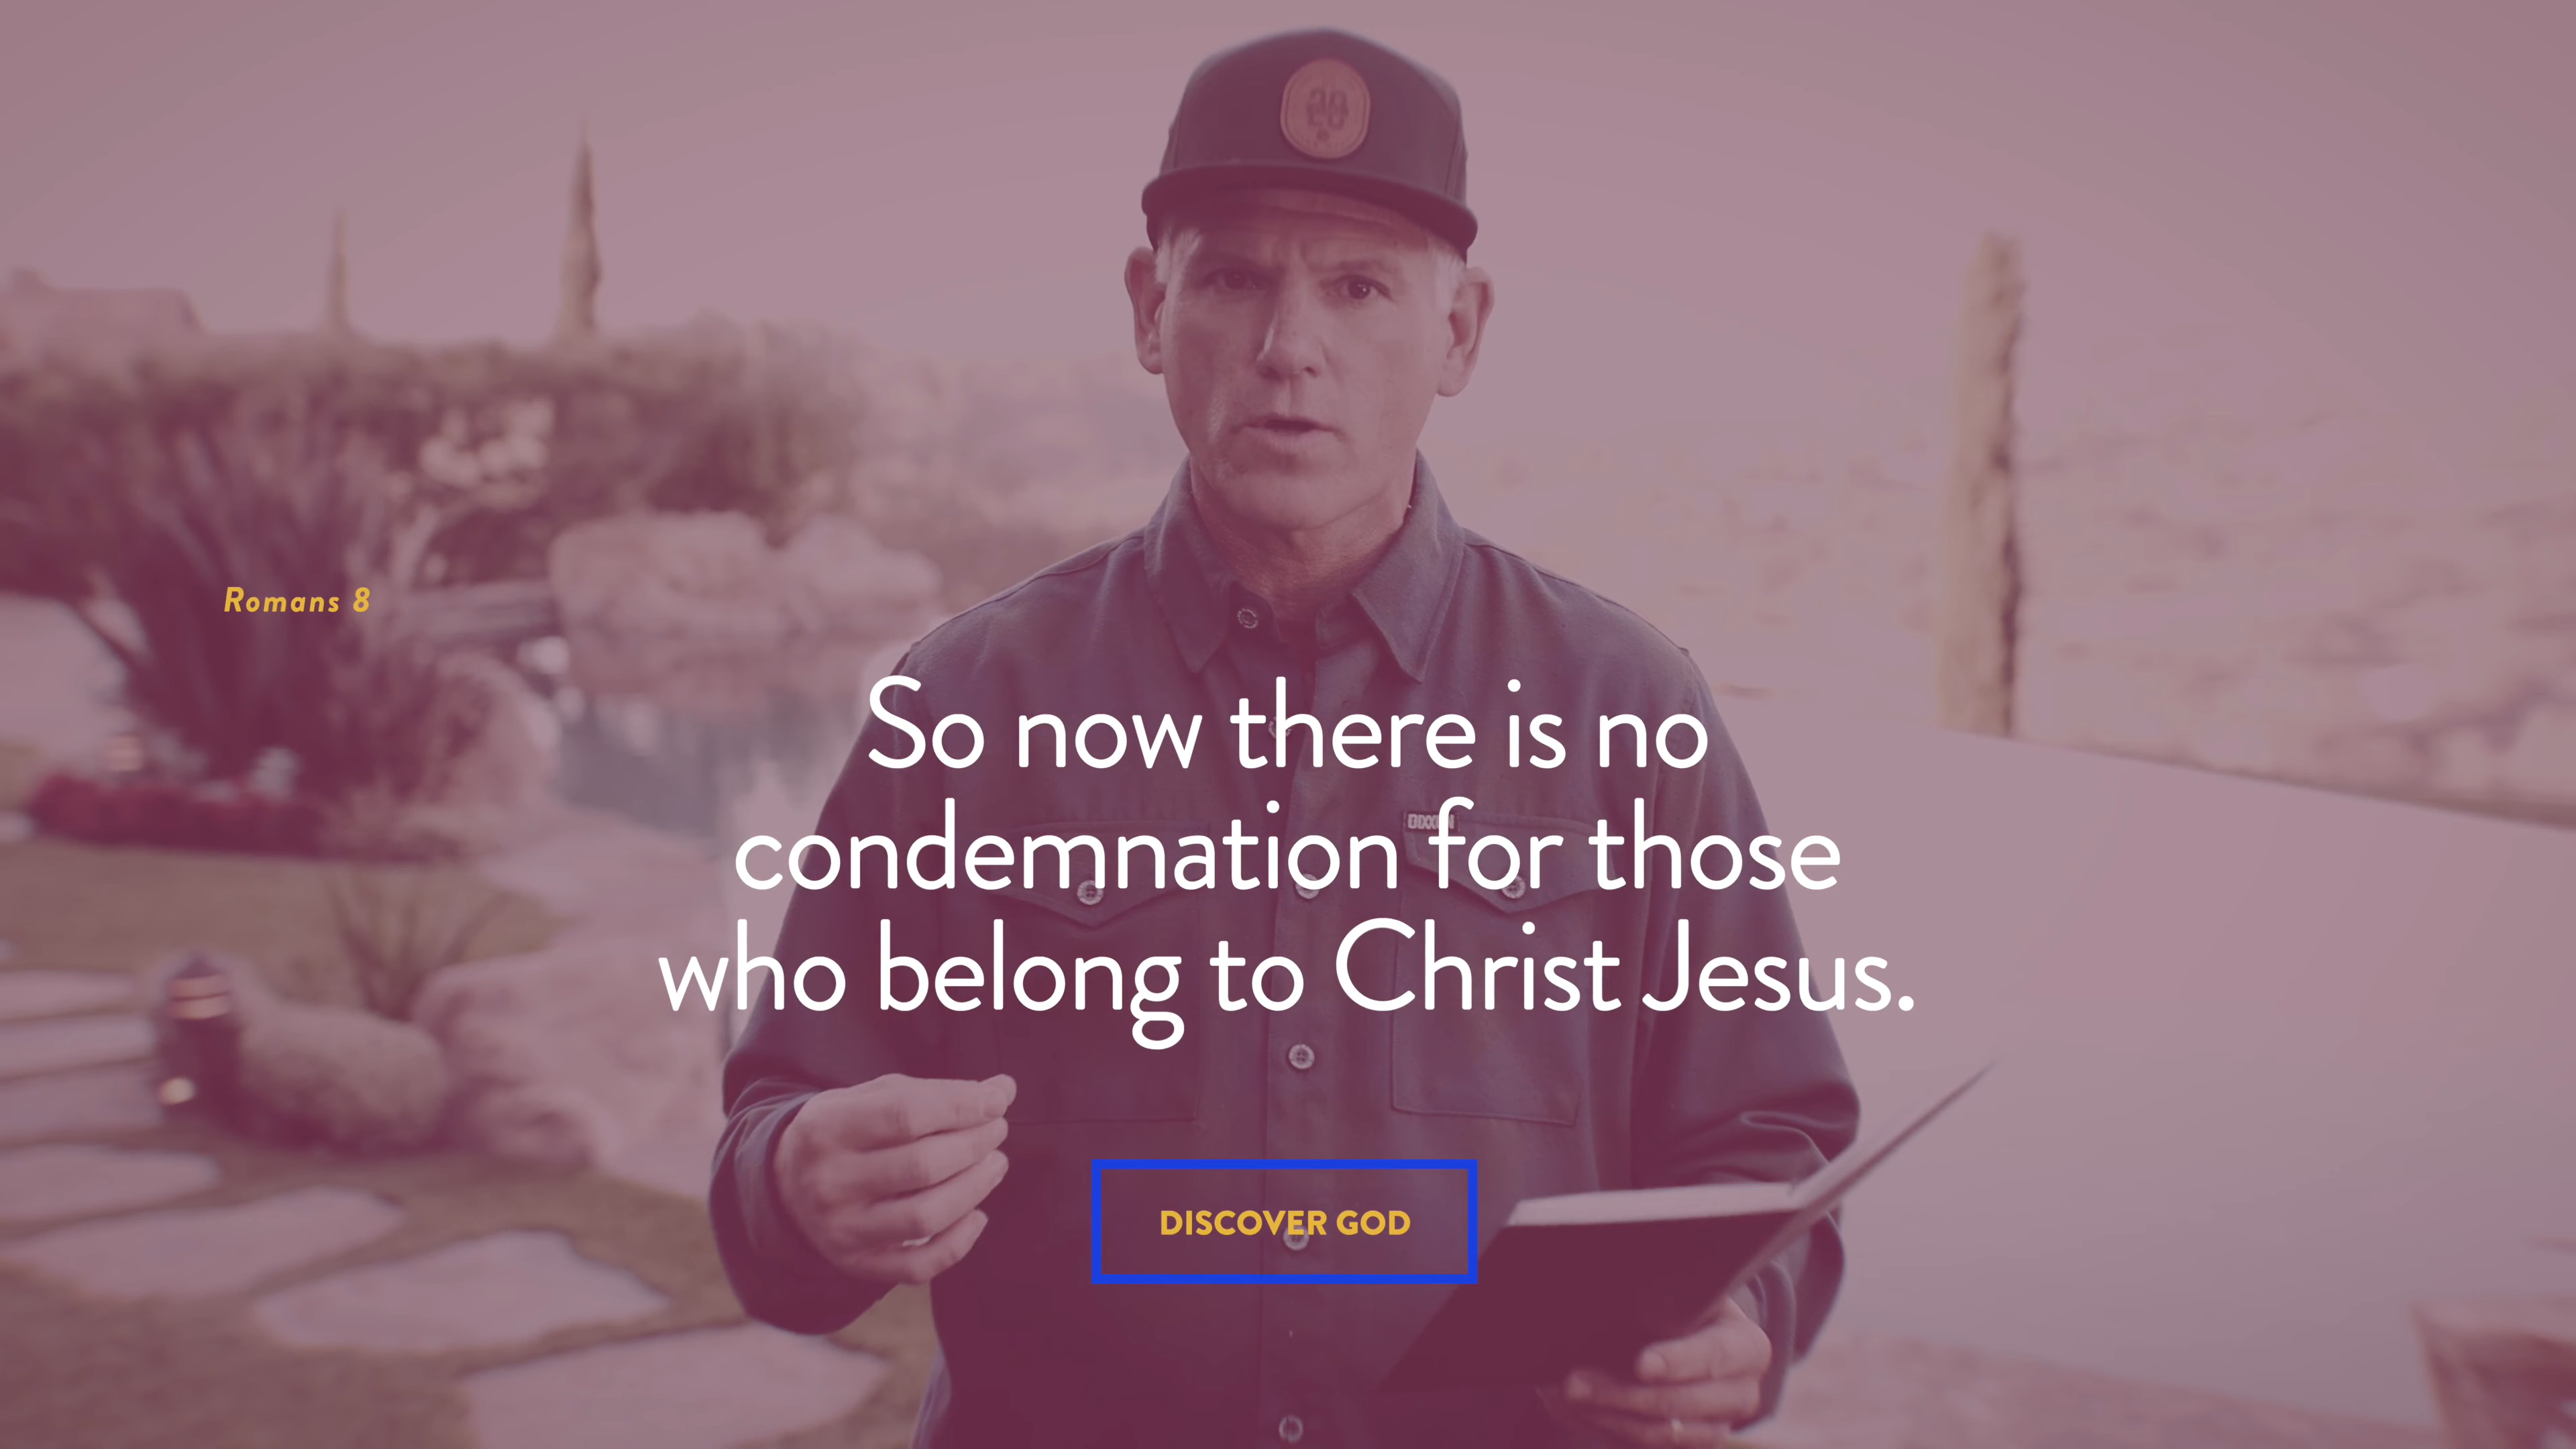 Romans 8
So now there is no
condemnation for those
who belong to Christ Jesus.
DISCOVER GOD